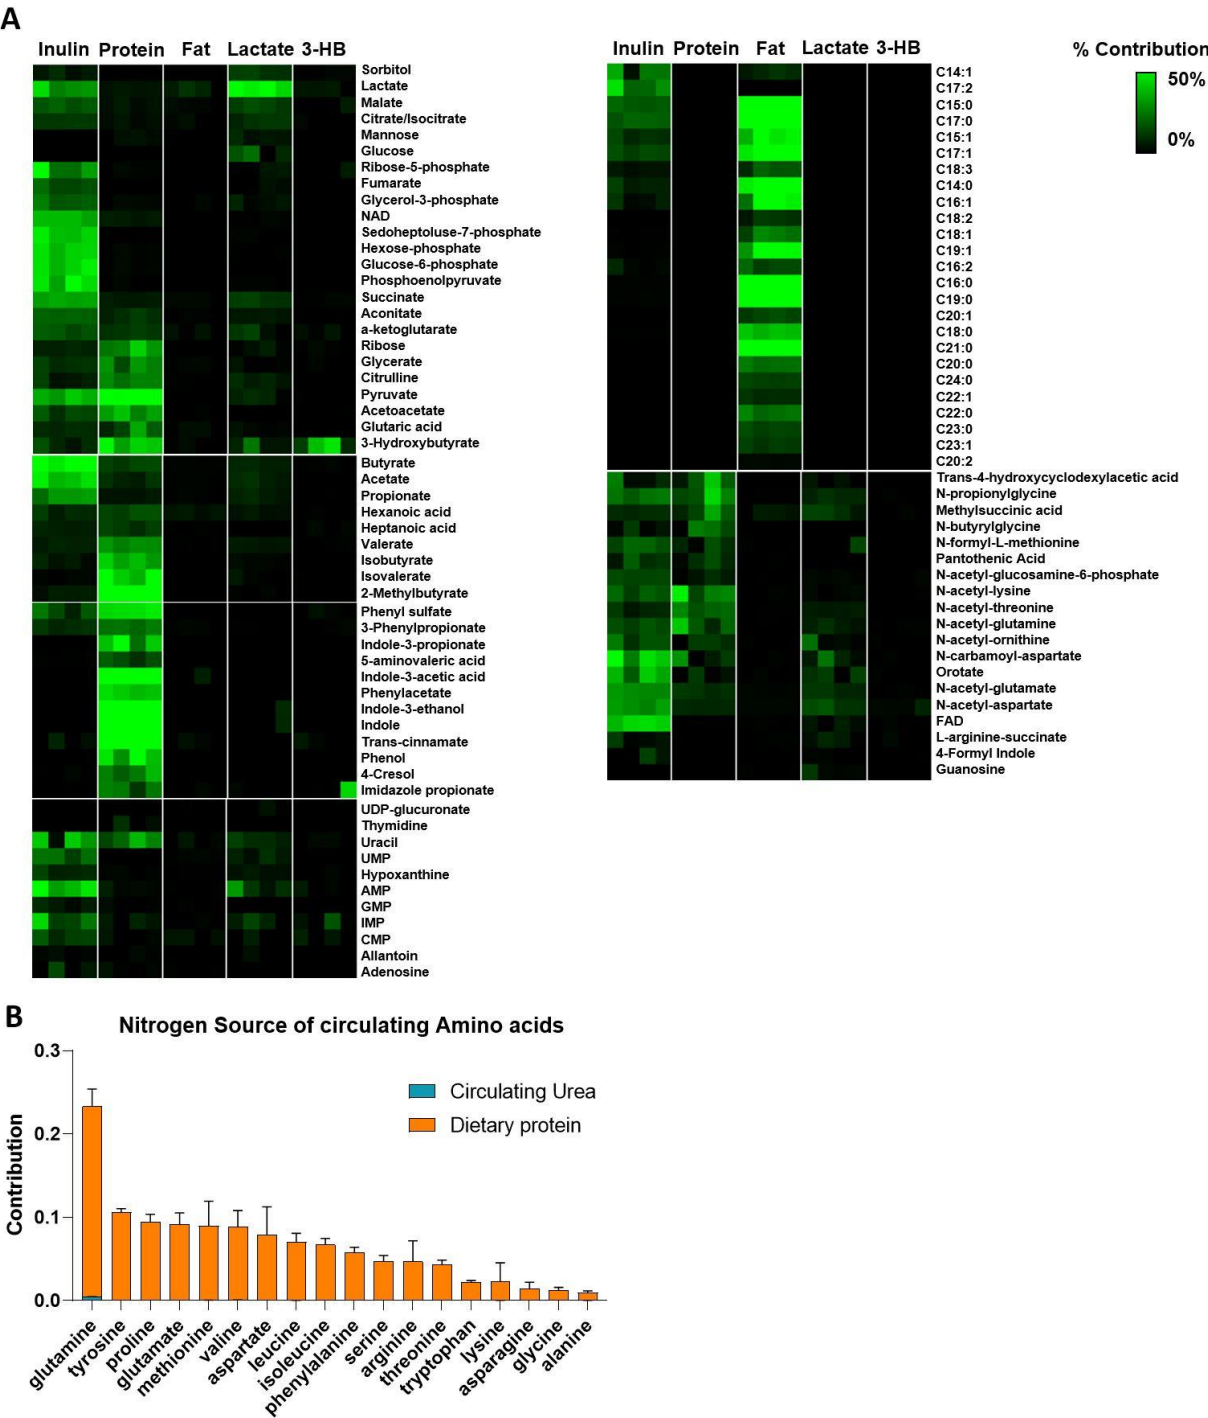 A
Inulin Protein Fat Lactate 3-HB
Sorbitol
Lactate
Malate
Citrate/Isocitrate
Mannose
Glucose
Ribose-5-phosphate
Fumarate
Glycerol-3-phosphate
NAD
Sedoheptoluse-7-phosphate
Hexose-phosphate
Glucose-6-phosphate
Phosphoenolpyruvate
Succinate
Aconitate
a-ketoglutarate
Ribose
Glycerate
Citrulline
Pyruvate
Acetoacetate
Glutaric acid
3-Hydroxybutyrate
Butyrate
Acetate
Propionate
Hexanoic acid
Heptanoic acid
Valerate
Isobutyrate
Isovalerate
2-Methylbutyrate
Phenyl sulfate
3-Phenylpropionate
Indole-3-propionate
5-aminovaleric acid
Indole-3-acetic acid
Phenylacetate
Indole-3-ethanol
Indole
Trans-cinnamate
Phenol
4-Cresol
Imidazole propionate
UDP-glucuronate
Thymidine
Uracil
UMP
Hypoxanthine
AMP
GMP
IMP
CMP
Allantoin
Adenosine
Inulin Protein Fat Lactate 3-HB
C14:1
C17:2
C15:0
C17:0
C15:1
C17:1
C18:3
C14:0
C16:1
C18:2
C18:1
C19:1
C16:2
C16:0
C19:0
C20:1
C18:0
C21:0
C20:0
C24:0
C22:1
C22:0
C23:0
C23:1
C20:2
Trans-4-hydroxycyclodexylacetic acid
N-propionylglycine
Methylsuccinic acid
N-butyrylglycine
N-formyl-L-methionine
Pantothenic Acid
N-acetyl-glucosamine-6-phosphate
N-acetyl-lysine
N-acetyl-threonine
N-acetyl-glutamine
N-acetyl-ornithine
N-carbamoyl-aspartate
Orotate
N-acetyl-glutamate
N-acetyl-aspartate
FAD
L-arginine-succinate
4-Formyl Indole
Guanosine
% Contribution
50%
0%
B
Nitrogen Source of circulating Amino acids
Contribution
0.3
0.2
0.1
0.0
Circulating Urea
Dietary protein
glutamine
tyrosine
proline
glutamate
methionine
valine
aspartate
leucine
isoleucine
phenylalanine
serine
arginine
threonine
tryptophan
lysine
asparagine
glycine
alanine